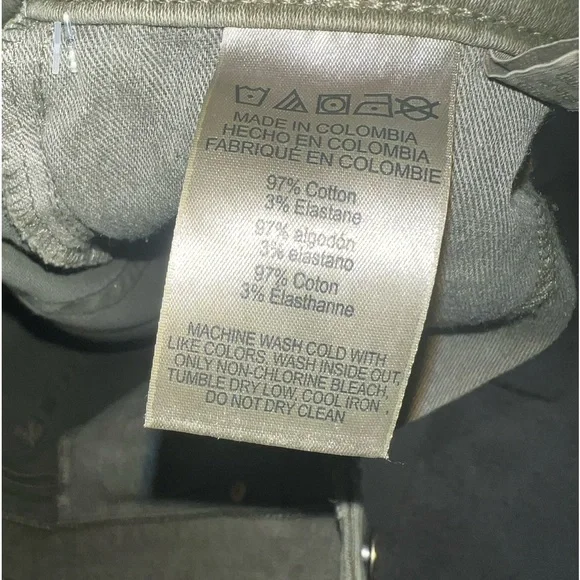 MADE IN COLOMBIA
HECHO EN COLOMBIA
FABRIQUE EN COLOMBIE
97% Cotton
3% Elastane
97% algodón
3% elastano
97% Coton
3% Elasthanne
MACHINE WASH COLD WITH
LIKE COLORS, WASH INSIDE OUT,
ONLY NON-CHLORINE BLEACH,
TUMBLE DRY LOW, COOL IRON,
DO NOT DRY CLEAN